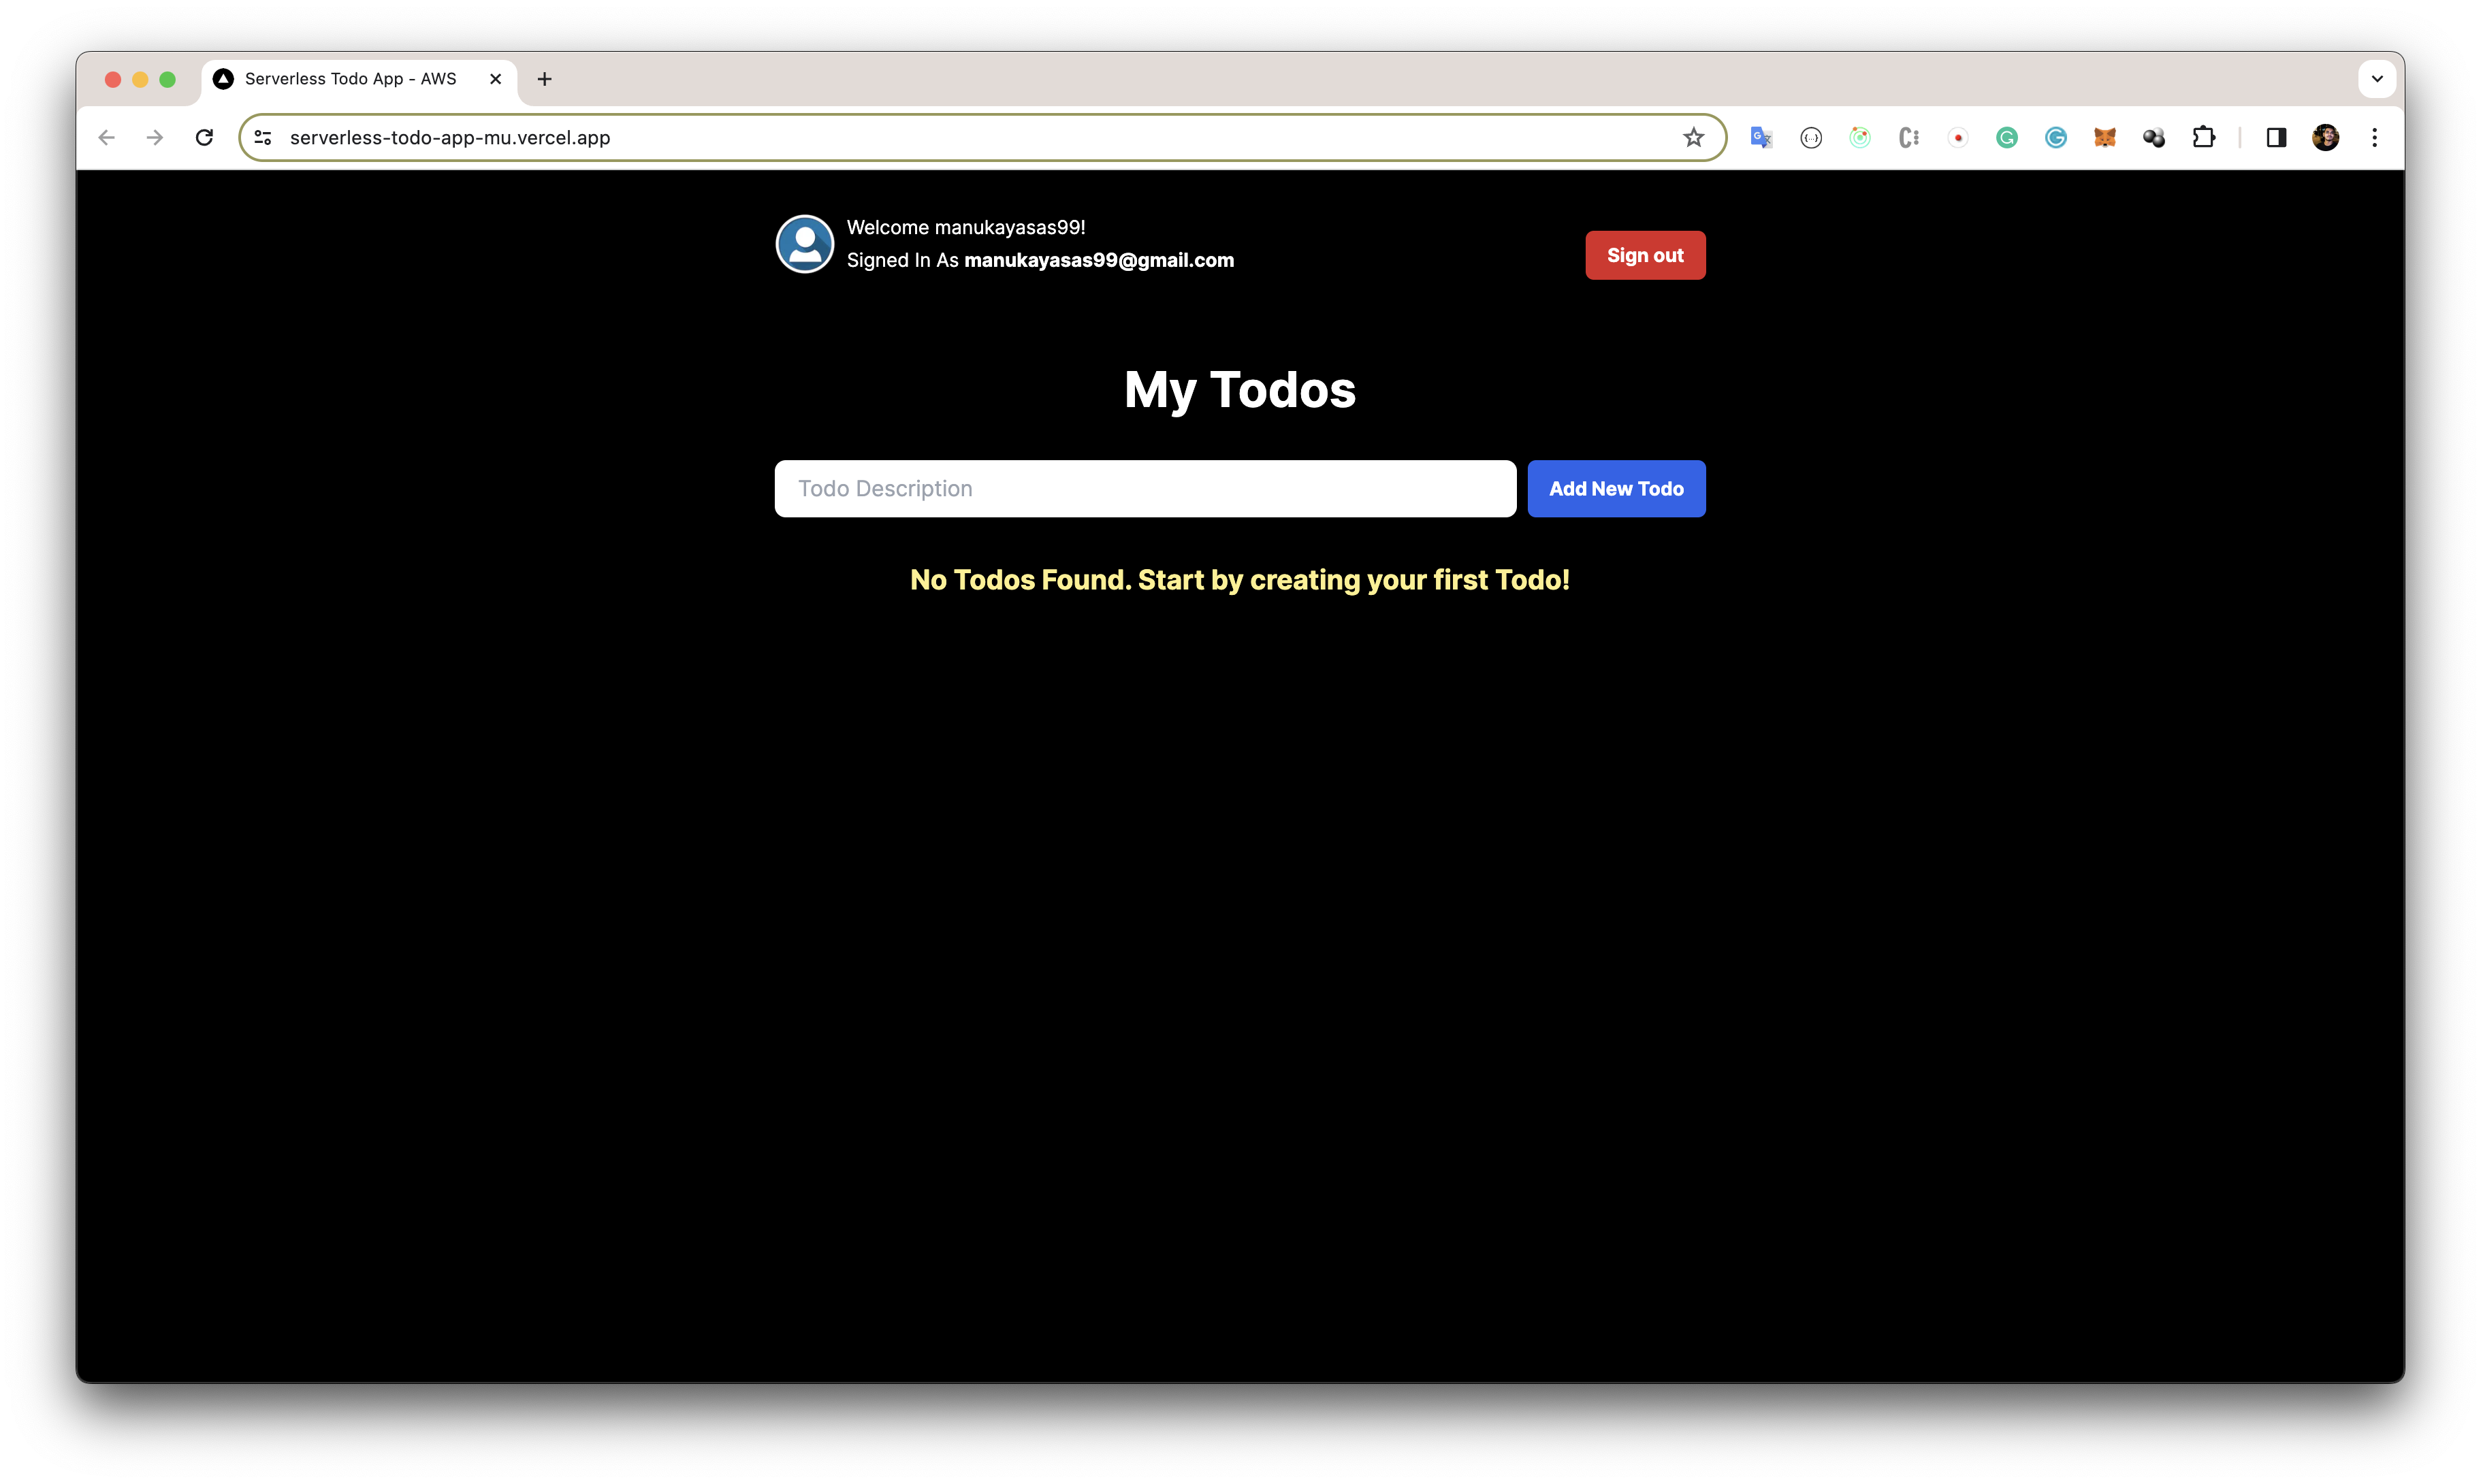 Serverless Todo App - AWS
serverless-todo-app-mu.vercel.app
Welcome manukayasas99!
Signed In As manukayasas99@gmail.com
Sign out
My Todos
Todo Description
Add New Todo
No Todos Found. Start by creating your first Todo!